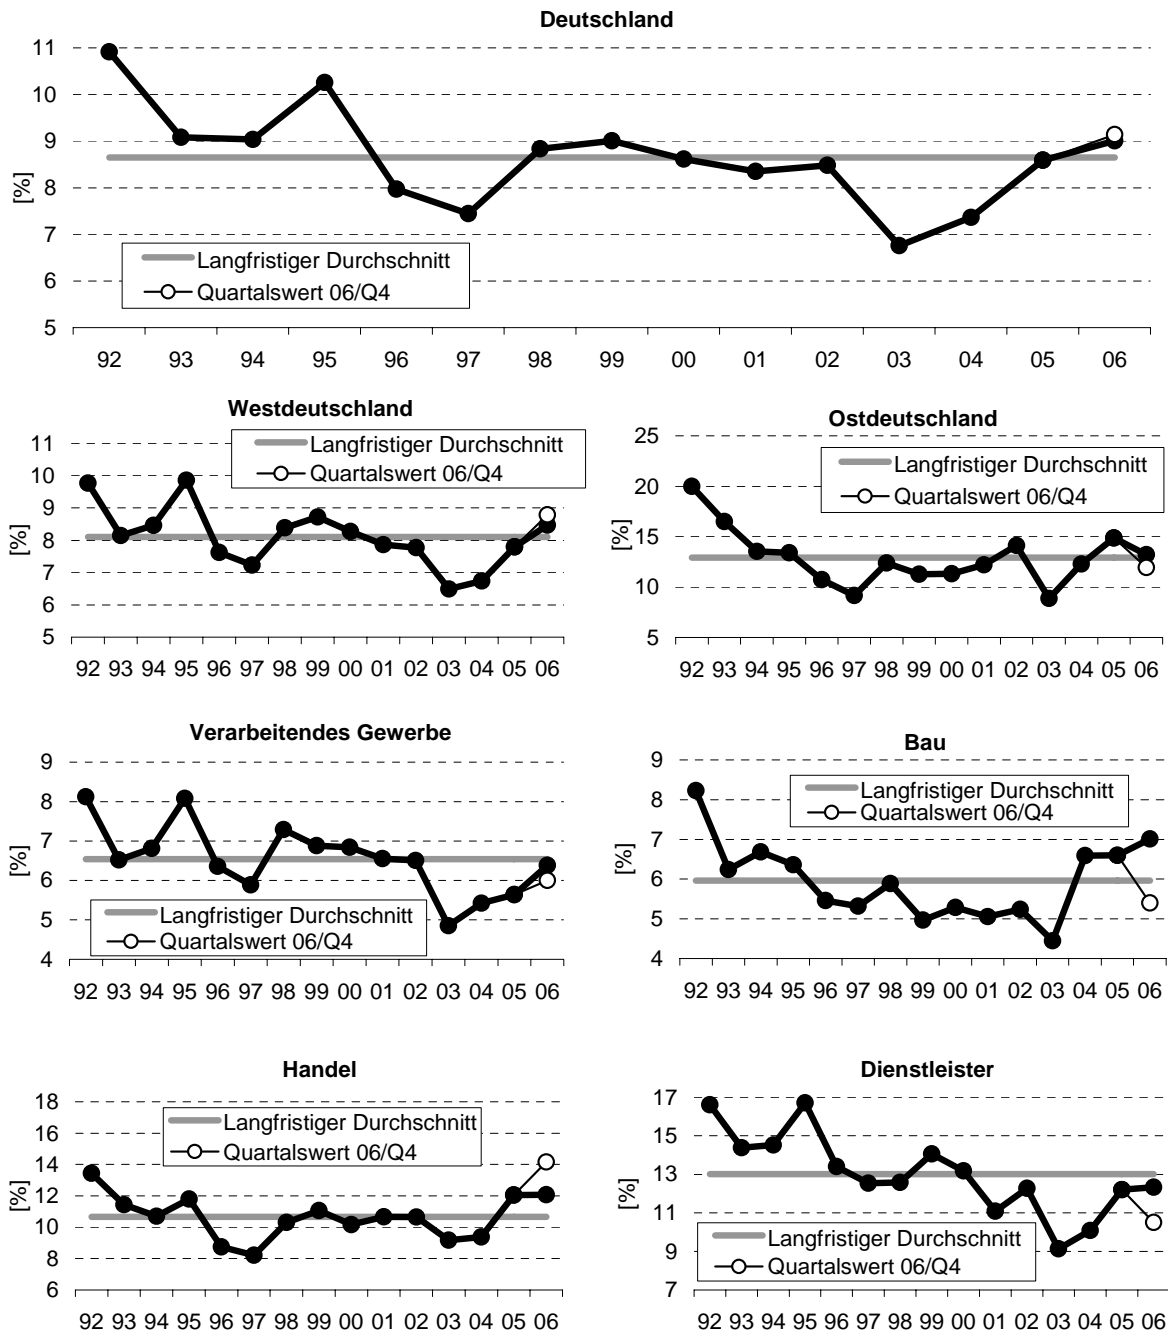 Deutschland
11
10
9
8
7
6
5
[%]
Langfristiger Durchschnitt
Quartalswert 06/Q4
92 93 94 95 96 97 98 99 00 01 02 03 04 05 06
Westdeutschland
11
10
9
8
7
6
5
[%]
Langfristiger Durchschnitt
Quartalswert 06/Q4
92 93 94 95 96 97 98 99 00 01 02 03 04 05 06
Ostdeutschland
25
20
15
10
5
[%]
Langfristiger Durchschnitt
Quartalswert 06/Q4
92 93 94 95 96 97 98 99 00 01 02 03 04 05 06
Verarbeitendes Gewerbe
9
8
7
6
5
4
[%]
Langfristiger Durchschnitt
Quartalswert 06/Q4
92 93 94 95 96 97 98 99 00 01 02 03 04 05 06
Bau
9
8
7
6
5
4
[%]
Langfristiger Durchschnitt
Quartalswert 06/Q4
92 93 94 95 96 97 98 99 00 01 02 03 04 05 06
Handel
18
16
14
12
10
8
6
[%]
Langfristiger Durchschnitt
Quartalswert 06/Q4
92 93 94 95 96 97 98 99 00 01 02 03 04 05 06
Dienstleister
17
15
13
11
9
7
[%]
Langfristiger Durchschnitt
Quartalswert 06/Q4
92 93 94 95 96 97 98 99 00 01 02 03 04 05 06